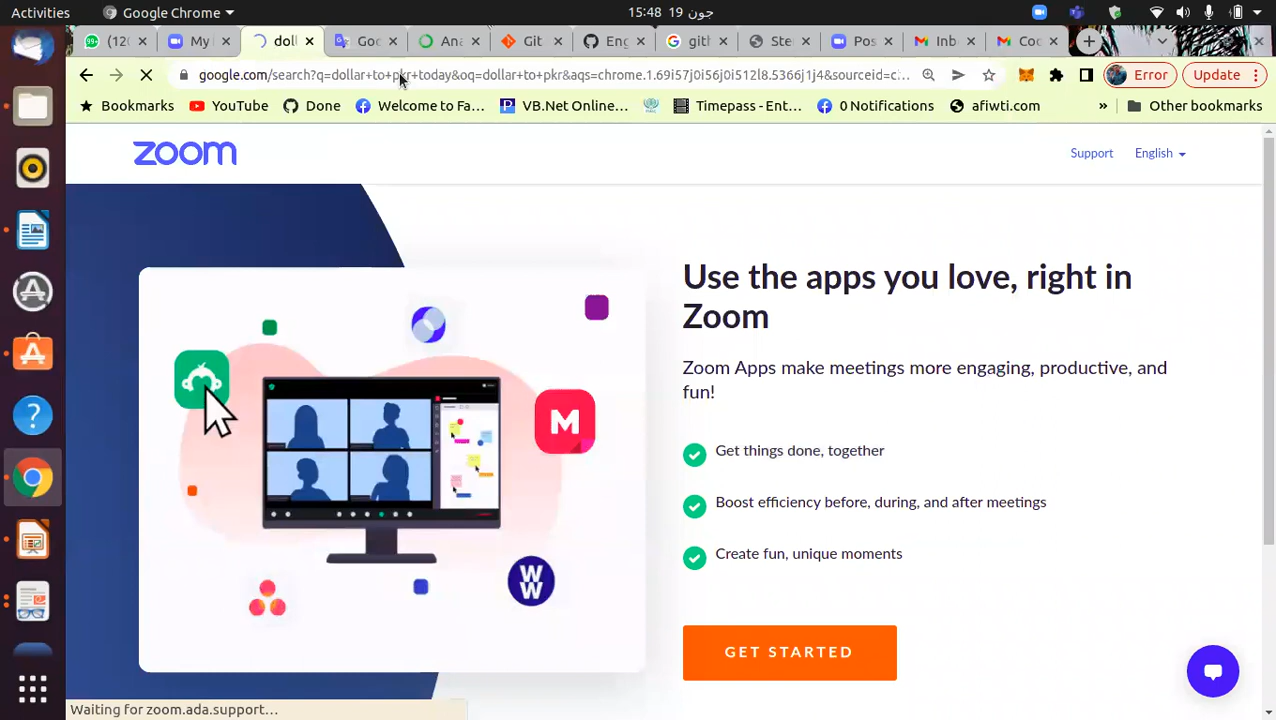 Activities
Google Chrome
15:48 19 جون
(120
My
doll
Goo
Ana
Git
Eng
gith
Ste
Pos
Inb
Co
google.com/search?q=dollar+to+pkr+today&oq=dollar+to+pkr&aqs=chrome.1.69i57j0i56j0i512l8.5366j1j4&sourceid=c...
Error
Update
Bookmarks
YouTube
Done
Welcome to Fa...
VB.Net Online...
Timepass - Ent...
0 Notifications
afiwti.com
»
Other bookmarks
zoom
Support
English
Use the apps you love, right in
Zoom
Zoom Apps make meetings more engaging, productive, and
fun!
Get things done, together
Boost efficiency before, during, and after meetings
Create fun, unique moments
GET STARTED
M
W
W
Waiting for zoom.ada.support...